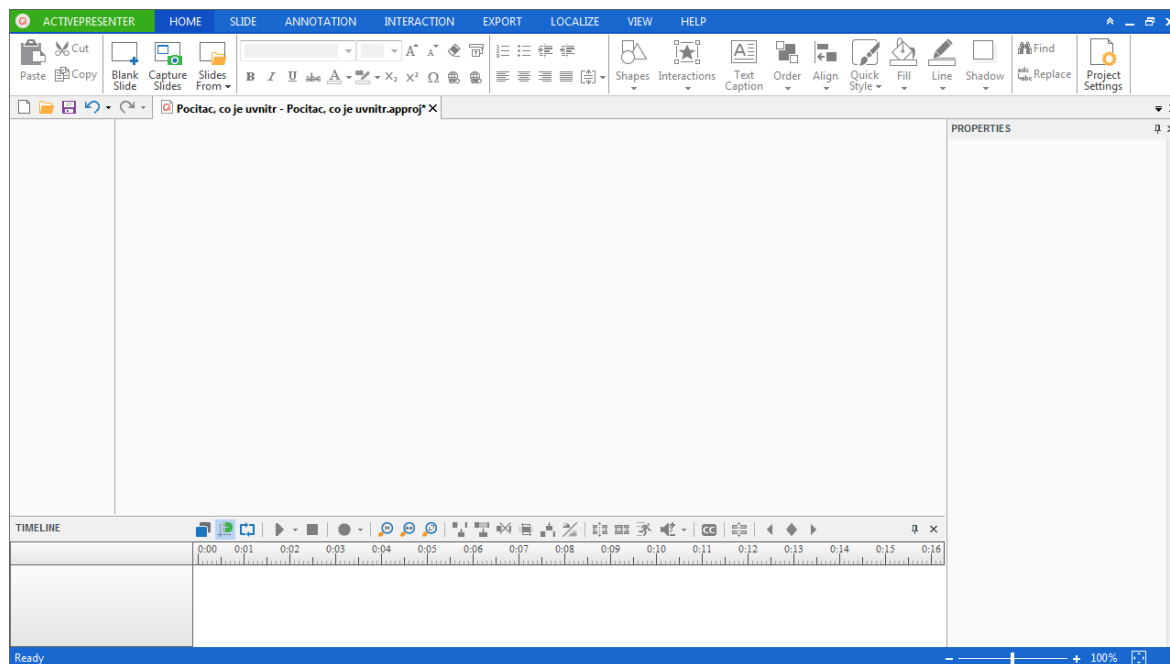 ACTIVEPRESENTER HOME SLIDE ANNOTATION INTERACTION EXPORT LOCALIZE VIEW HELP
Paste Cut Copy
Blank Slide
Capture Slides
Slides From
B I U abc A X₂ X² Ω
Shapes Interactions
Text Caption
Order Align
Quick Style
Fill Line Shadow
Find
Replace
Project Settings
Pocitac, co je uvnitr - Pocitac, co je uvnitr.approj* X
PROPERTIES
TIMELINE
CC
0:00 0:01 0:02 0:03 0:04 0:05 0:06 0:07 0:08 0:09 0:10 0:11 0:12 0:13 0:14 0:15 0:16
Ready
100%